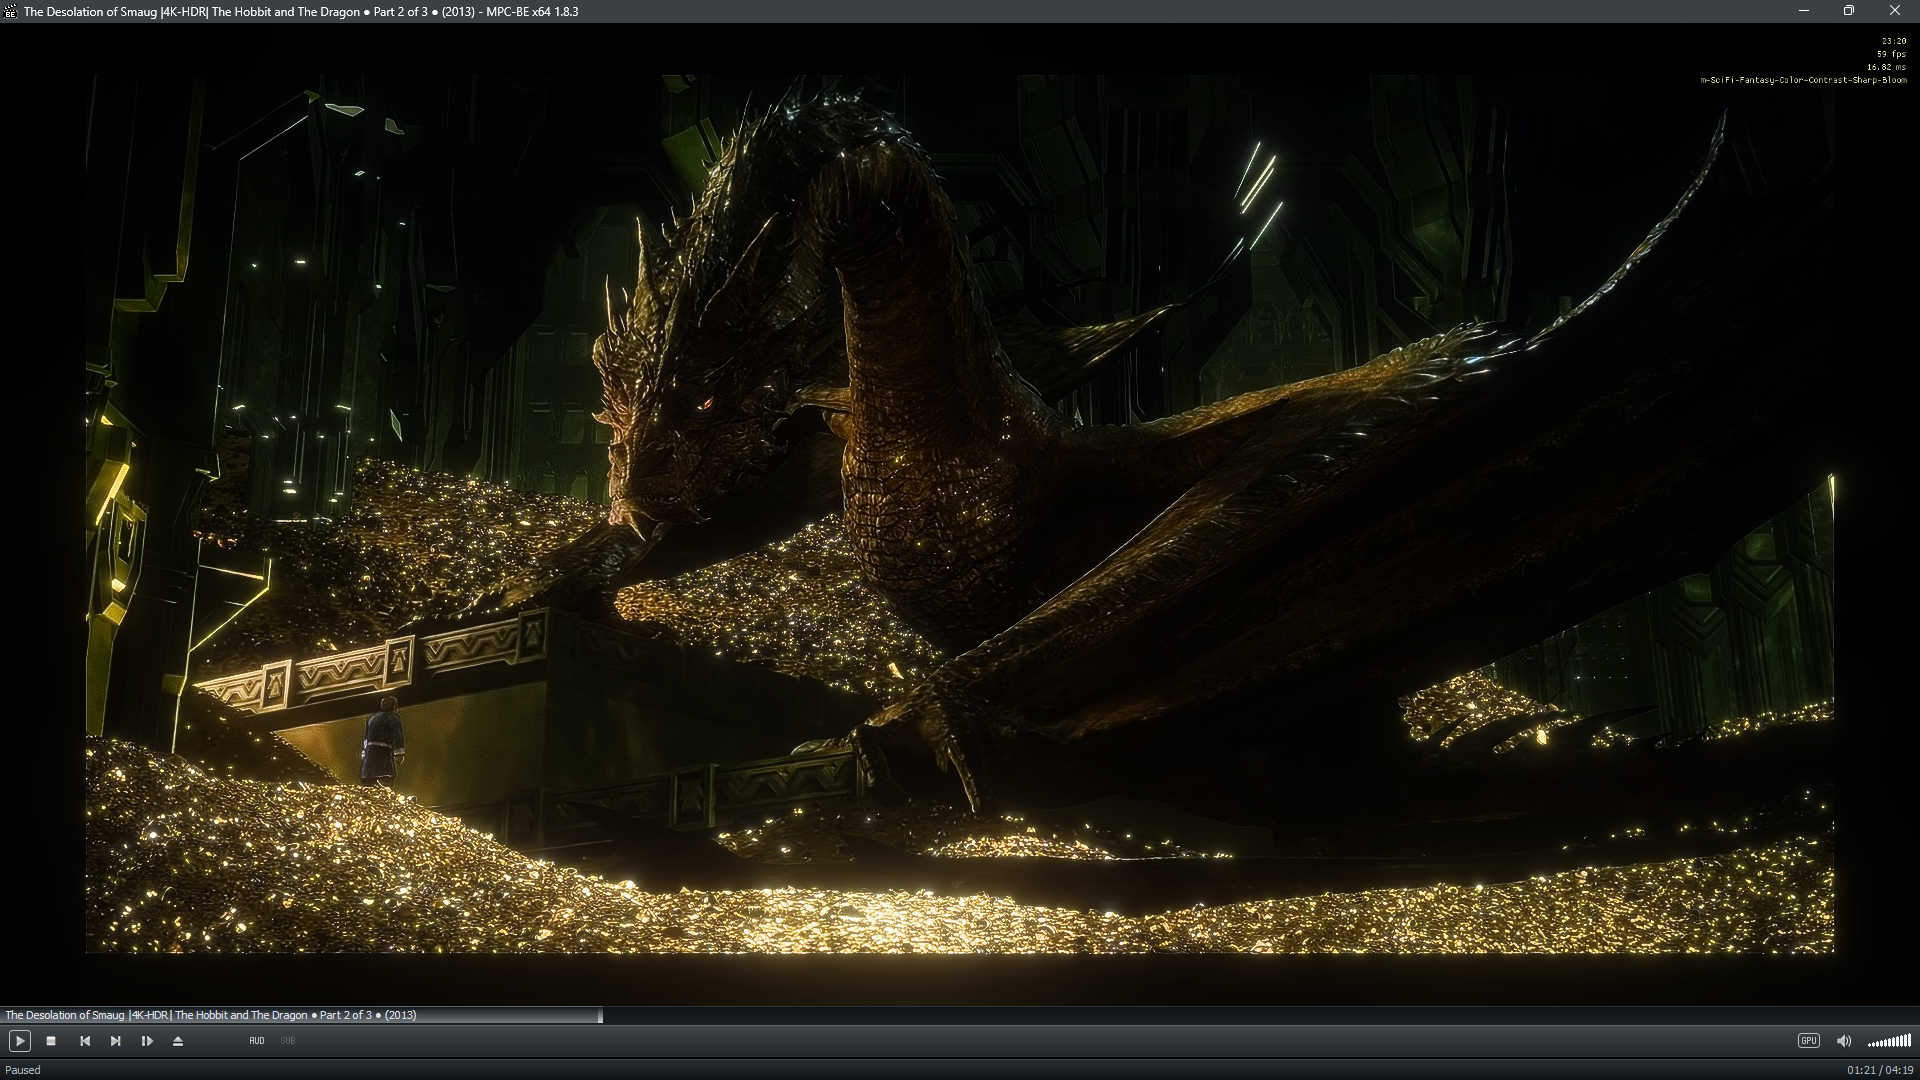 The Desolation of Smaug |4K-HDR| The Hobbit and The Dragon ● Part 2 of 3 ● (2013) - MPC-BE x64 1.8.3
23:20
59 fps
16.82 ms
m-SciFi-Fantasy-Color-Contrast-Sharp-Bloom
The Desolation of Smaug |4K-HDR| The Hobbit and The Dragon ● Part 2 of 3 ● (2013)
AUD SUB GPU
Paused 01:21 / 04:19